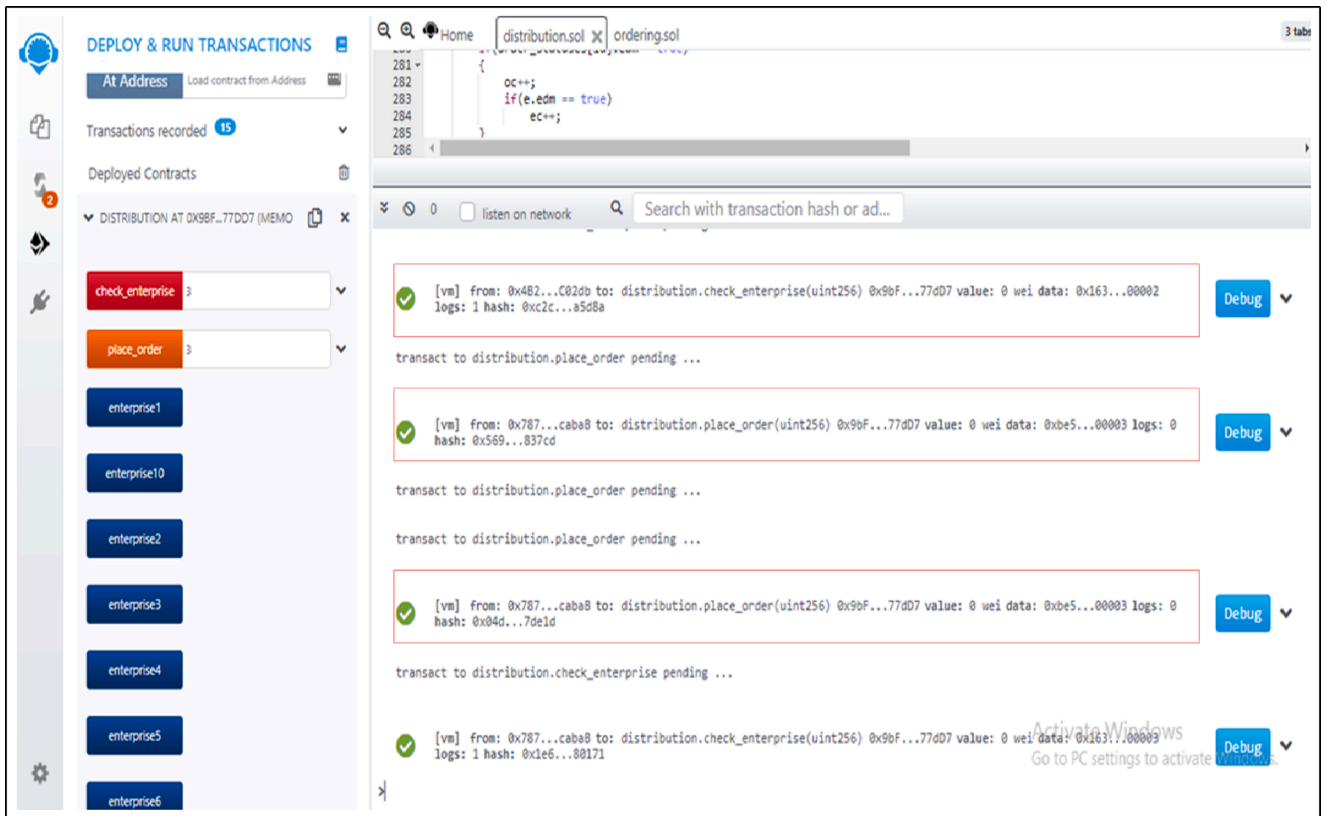 DEPLOY & RUN TRANSACTIONS
At Address
Load contract from Address
Transactions recorded 15
Deployed Contracts
2
DISTRIBUTION AT 0X9BF...77DD7 (MEMO
check_enterprise 3
place_order 3
enterprise1
enterprise10
enterprise2
enterprise3
enterprise4
enterprise5
enterprise6
Home distribution.sol ordering.sol 3 tabs
281 {
282 oc++;
283 if(e.edm == true)
284 ec++;
285 }
286
0 listen on network Search with transaction hash or ad...
[vm] from: 0x4B2...C02db to: distribution.check_enterprise(uint256) 0x9bF...77dD7 value: 0 wei data: 0x163...00002
logs: 1 hash: 0xc2c...a5d8a
Debug
transact to distribution.place_order pending ...
[vm] from: 0x787...cabaB to: distribution.place_order(uint256) 0x9bF...77dD7 value: 0 wei data: 0xbe5...00003 logs: 0
hash: 0x569...837cd
Debug
transact to distribution.place_order pending ...
transact to distribution.place_order pending ...
[vm] from: 0x787...cabaB to: distribution.place_order(uint256) 0x9bF...77dD7 value: 0 wei data: 0xbe5...00003 logs: 0
hash: 0x04d...7de1d
Debug
transact to distribution.check_enterprise pending ...
[vm] from: 0x787...cabaB to: distribution.check_enterprise(uint256) 0x9bF...77dD7 value: 0 wei data: 0x163...00003
logs: 1 hash: 0x1e6...80171
Debug
Activate Windows
Go to PC settings to activate Windows.
>